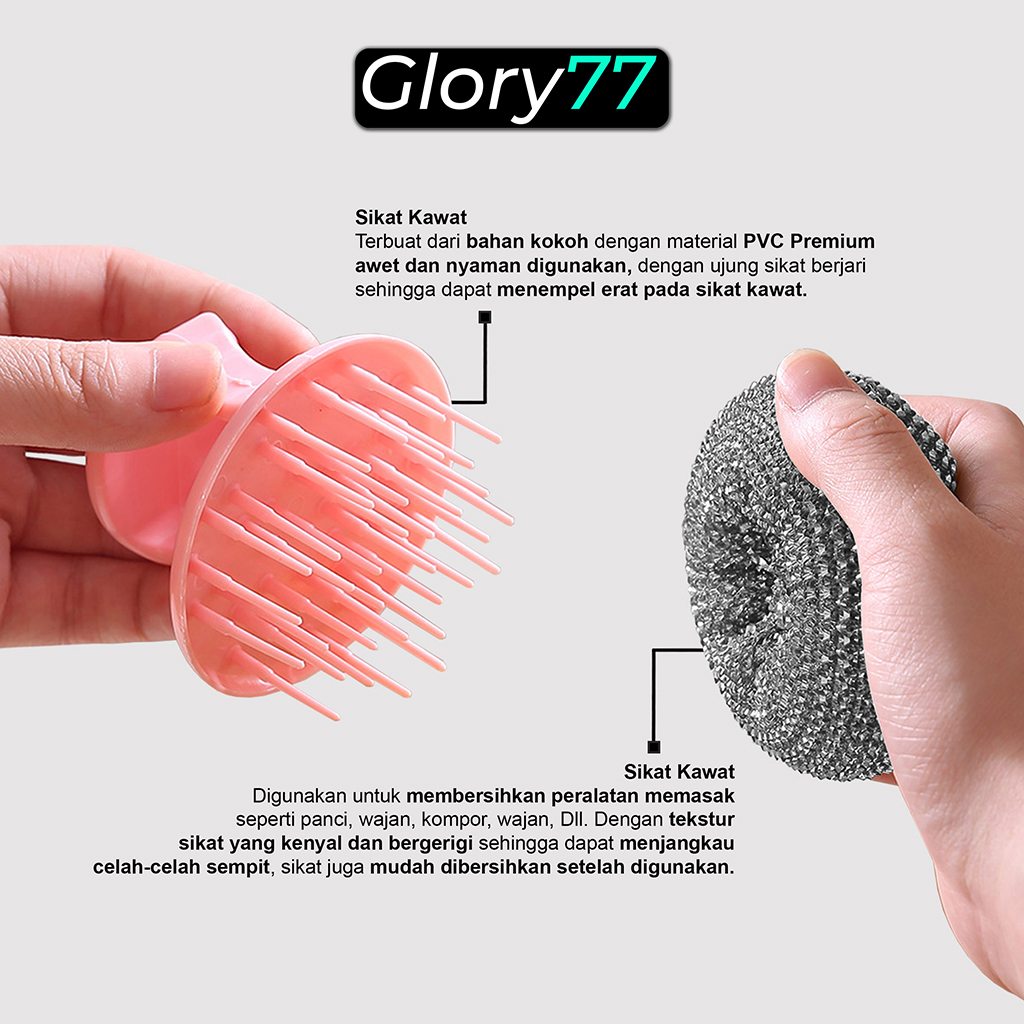 Glory77
Sikat Kawat
Terbuat dari bahan kokoh dengan material PVC Premium
awet dan nyaman digunakan, dengan ujung sikat berjari
sehingga dapat menempel erat pada sikat kawat.
Sikat Kawat
Digunakan untuk membersihkan peralatan memasak
seperti panci, wajan, kompor, wajan, Dll. Dengan tekstur
sikat yang kenyal dan bergerigi sehingga dapat menjangkau
celah-celah sempit, sikat juga mudah dibersihkan setelah digunakan.